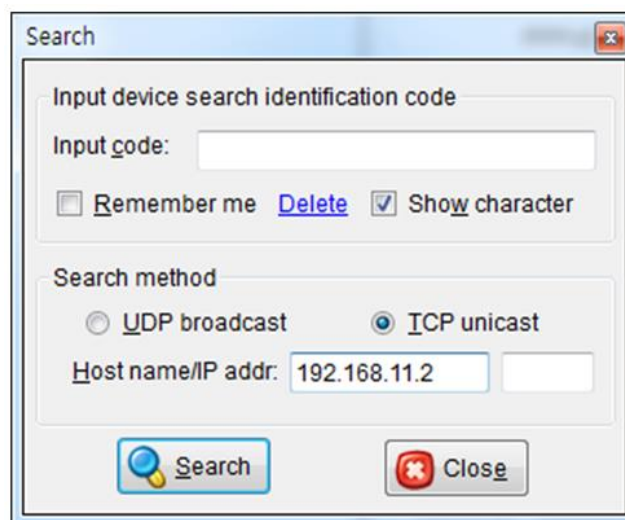 Search
Input device search identification code
Input code:
Remember me Delete Show character
Search method
UDP broadcast TCP unicast
Host name/IP addr: 192.168.11.2
Search Close